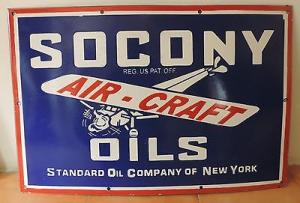 SOCONY
REG. US PAT. OFF.
AIR-CRAFT
OILS
STANDARD OIL COMPANY OF NEW YORK